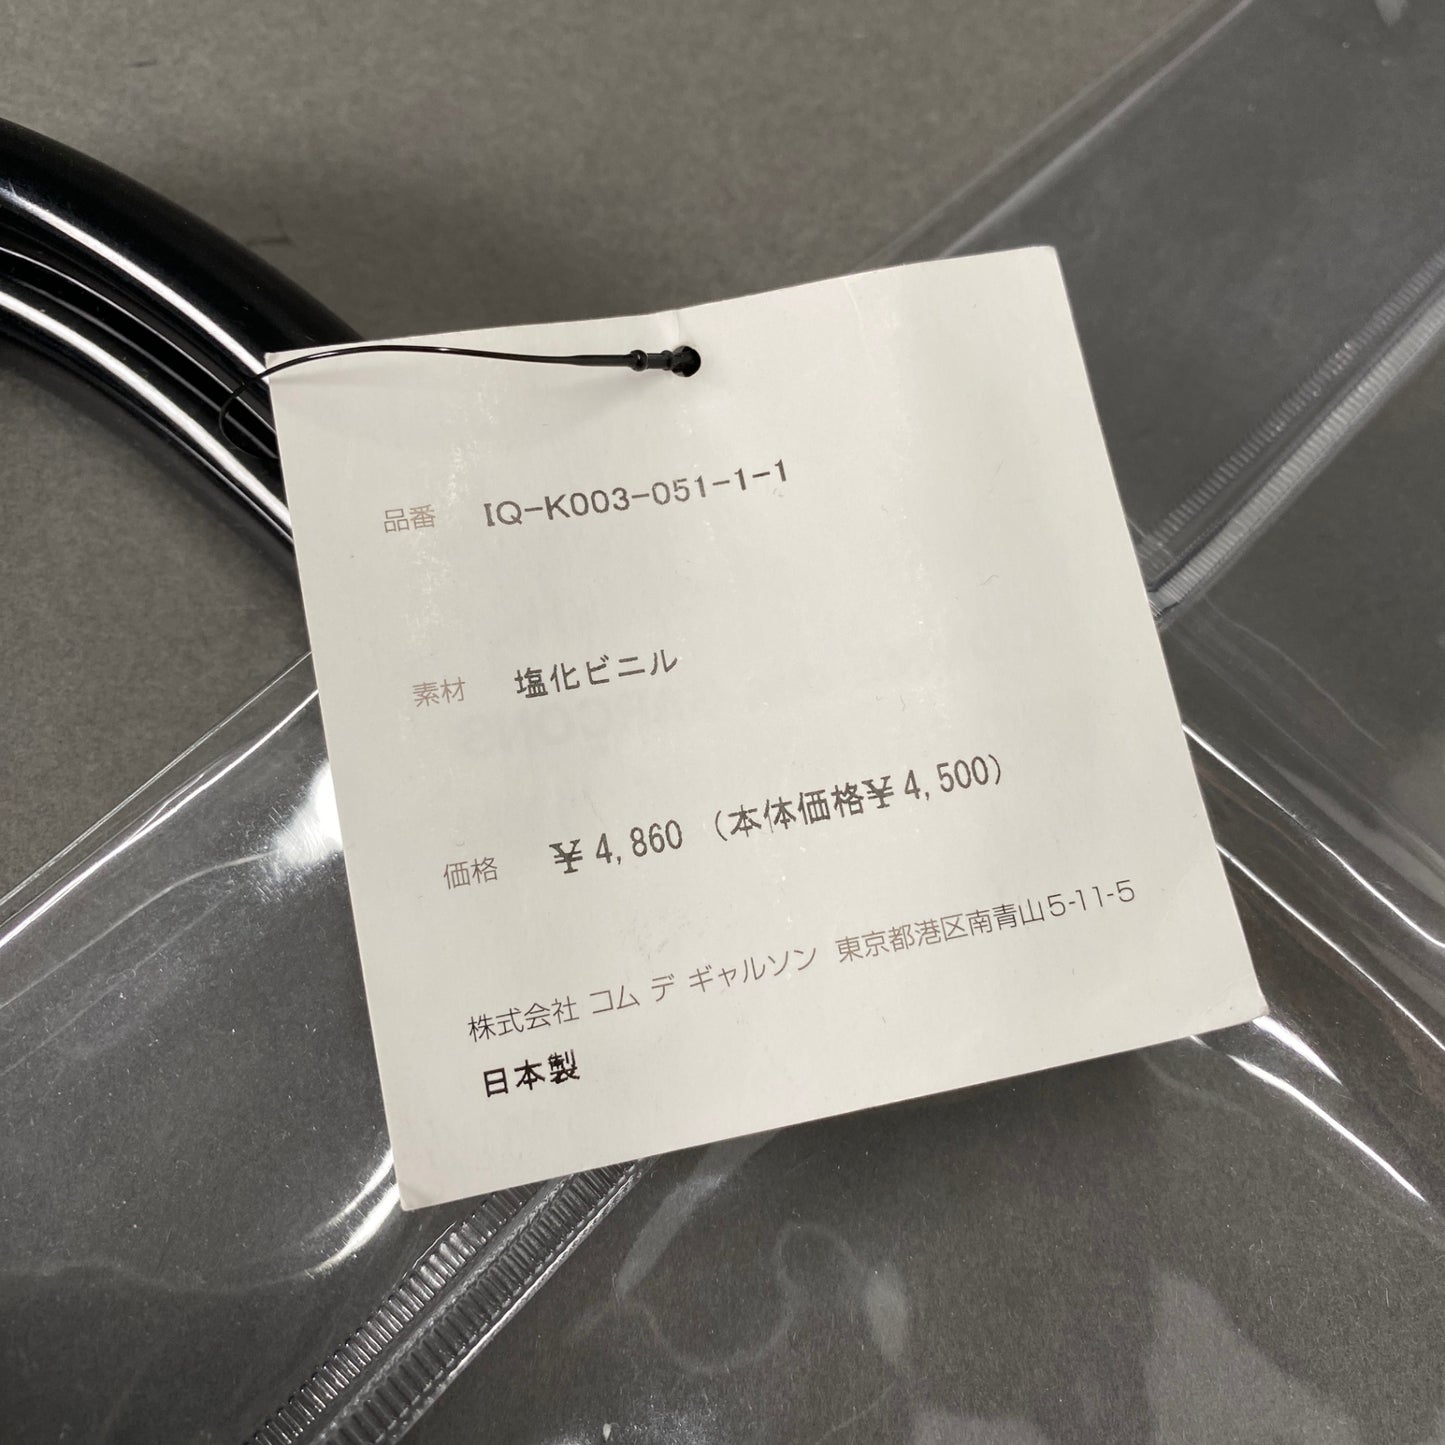 品番 IQ-K003-051-1-1
素材 塩化ビニル
価格 ¥4,860 (本体価格¥4,500)
株式会社 コム デ ギャルソン 東京都港区南青山5-11-5
日本製